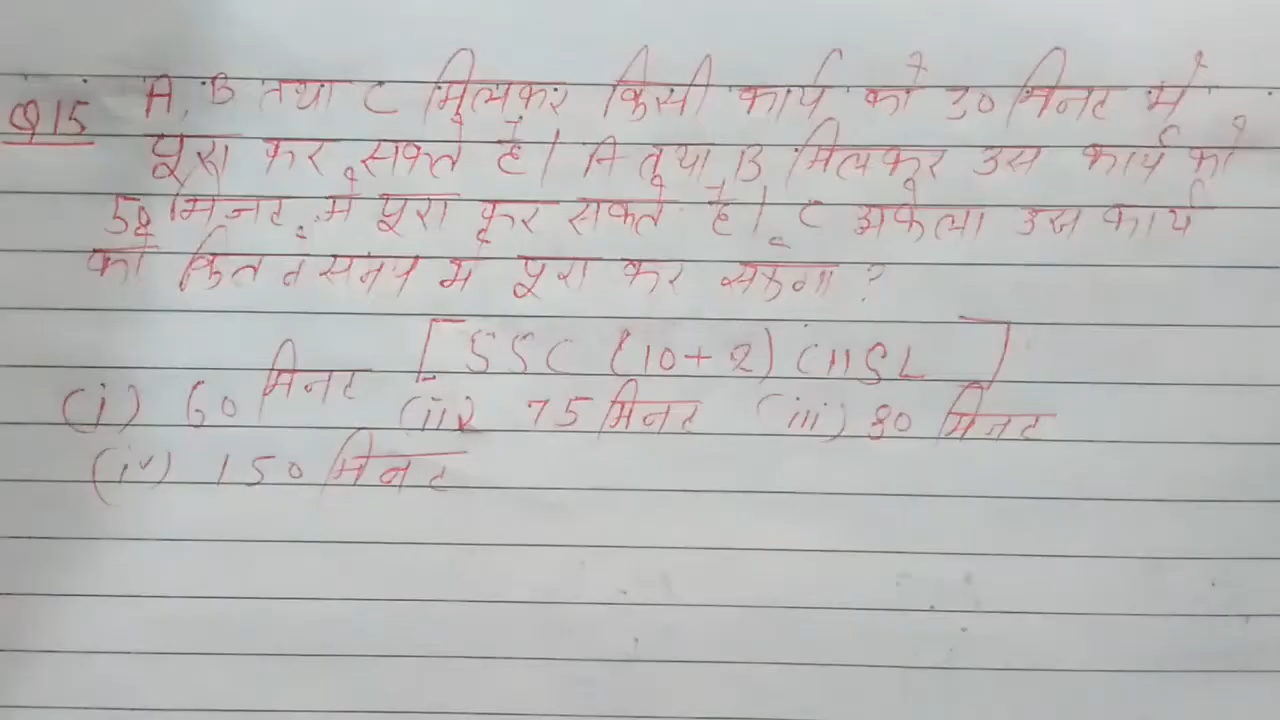 Q15 A, B तथा C मिलकर किसी कार्य को 30 मिनट में
पूरा कर सकते है। A तथा B मिलकर उस कार्य को
50 मिनट में पूरा कर सकते है। C अकेला उस कार्य
को कितने समय में पूरा कर सकेगा ?
[SSC (10+2) CHSL]
(i) 60 मिनट (ii) 75 मिनट (iii) 80 मिनट
(iv) 150 मिनट